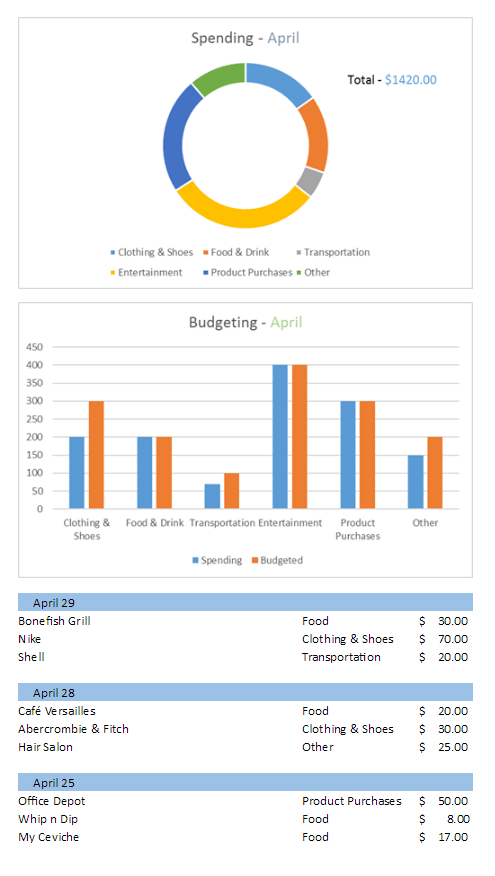 Spending - April
Total - $1420.00
Clothing & Shoes Food & Drink Transportation
Entertainment Product Purchases Other
Budgeting - April
450
400
350
300
250
200
150
100
50
0
Clothing & Shoes Food & Drink Transportation Entertainment Product Purchases Other
Spending Budgeted
April 29
Bonefish Grill Food $ 30.00
Nike Clothing & Shoes $ 70.00
Shell Transportation $ 20.00
April 28
Café Versailles Food $ 20.00
Abercrombie & Fitch Clothing & Shoes $ 30.00
Hair Salon Other $ 25.00
April 25
Office Depot Product Purchases $ 50.00
Whip n Dip Food $ 8.00
My Ceviche Food $ 17.00